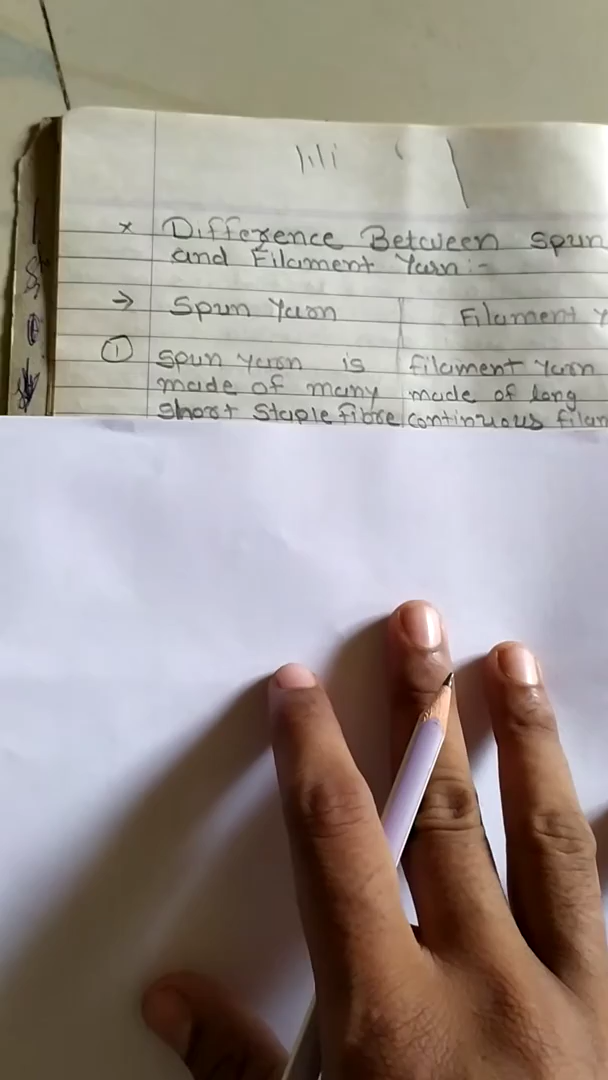 × Difference Between Spun
and Filament Yarn:-
→ Spun Yarn Filament Y
① Spun yarn is filament yarn
made of many made of long
short staple fibre continuous filam